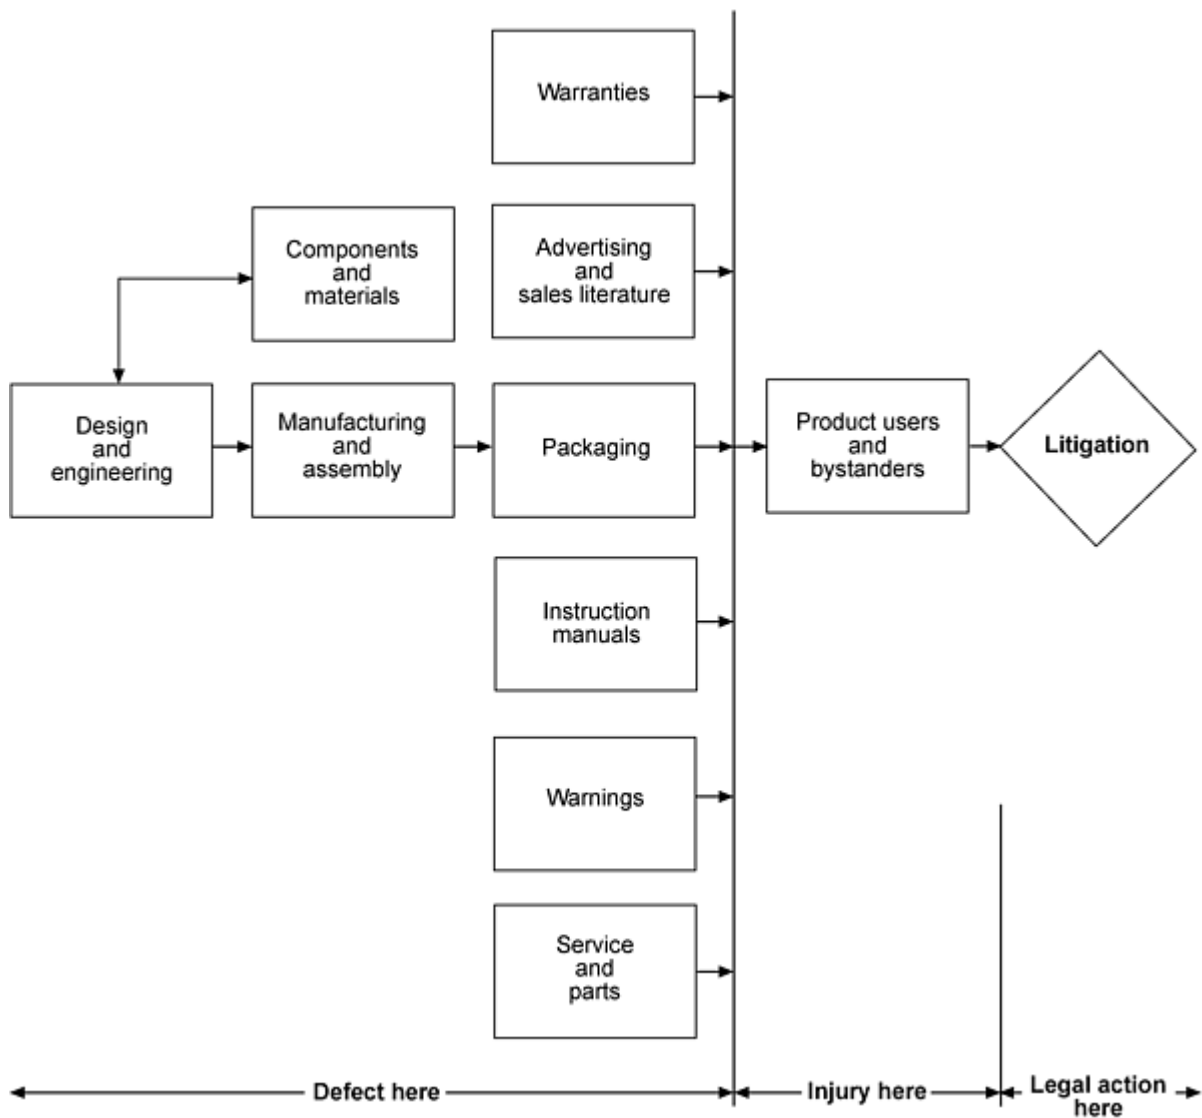 Warranties
Components
and
materials
Advertising
and
sales literature
Design
and
engineering
Manufacturing
and
assembly
Packaging
Product users
and
bystanders
Litigation
Instruction
manuals
Warnings
Service
and
parts
Defect here
Injury here
Legal action
here